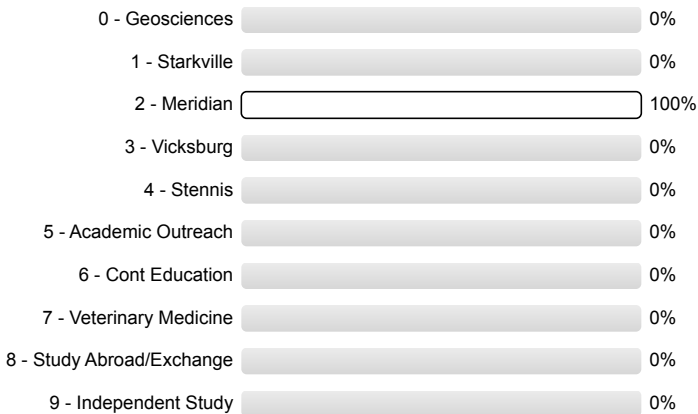 0 - Geosciences 0%
1 - Starkville 0%
2 - Meridian 100%
3 - Vicksburg 0%
4 - Stennis 0%
5 - Academic Outreach 0%
6 - Cont Education 0%
7 - Veterinary Medicine 0%
8 - Study Abroad/Exchange 0%
9 - Independent Study 0%